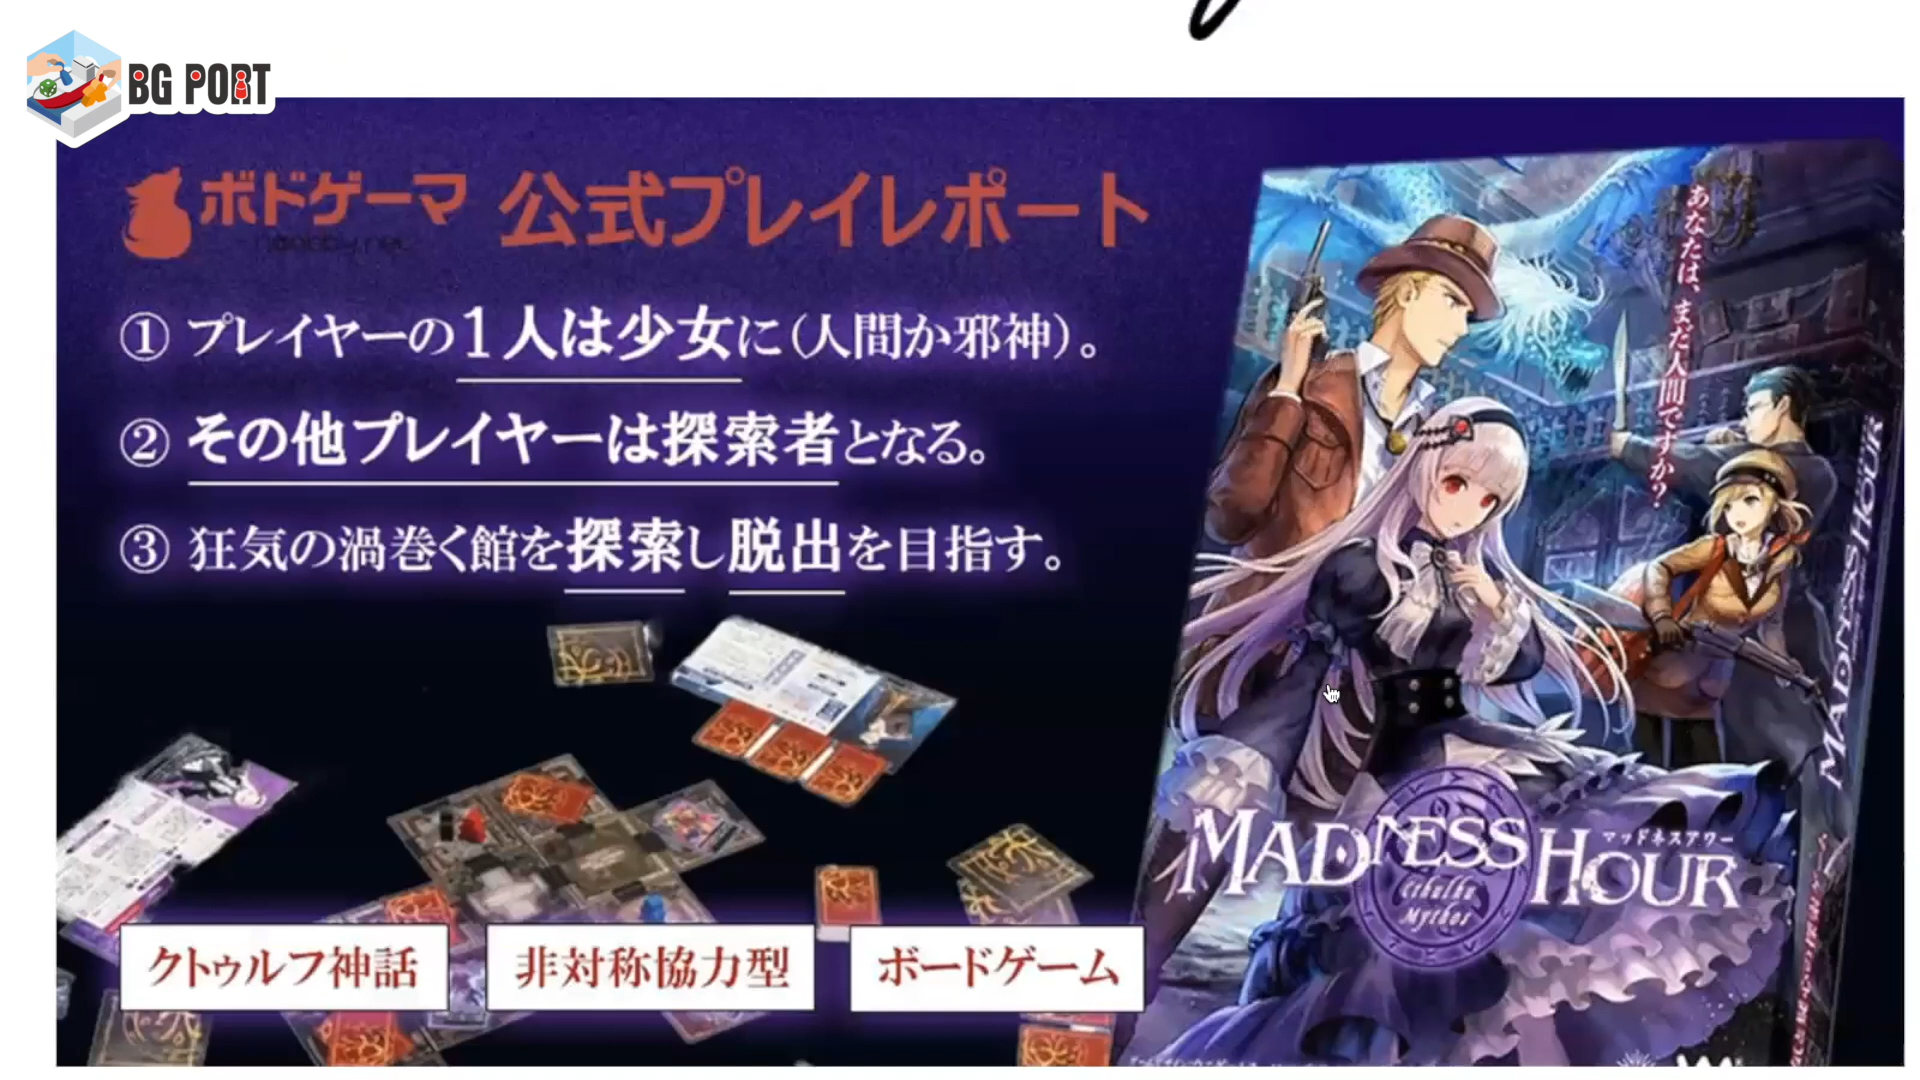 BG PORT
ボドゲーマ 公式プレイレポート
① プレイヤーの1人は少女に（人間か邪神）。
② その他プレイヤーは探索者となる。
③ 狂気の渦巻く館を探索し脱出を目指す。
あなたは、まだ人間ですか?
MADNESS HOUR
マッドネスアワー
Cthulhu
Mythos
MADNESS HOUR
クトゥルフ神話
非対称協力型
ボードゲーム